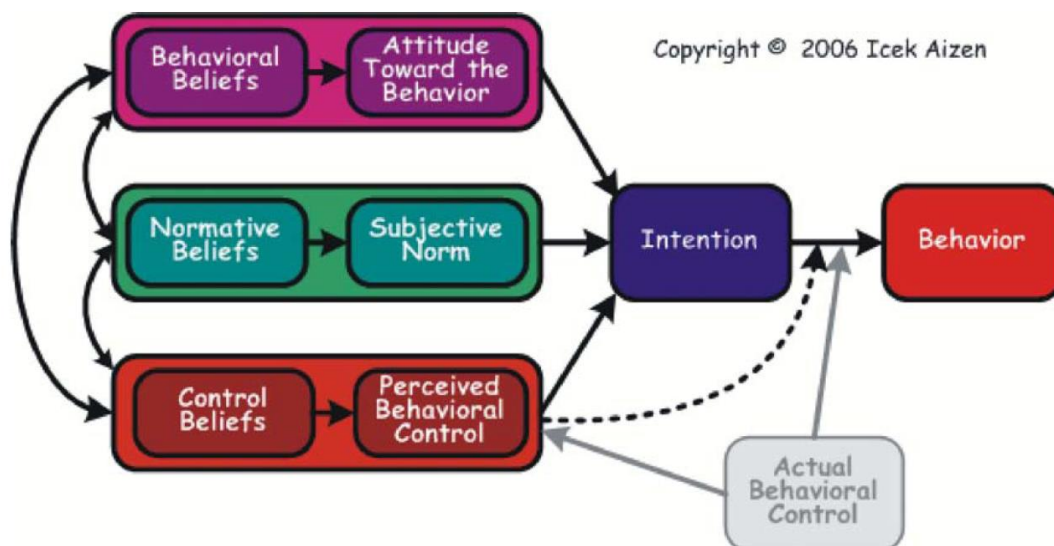 Behavioral
Beliefs
Attitude
Toward the
Behavior
Copyright © 2006 Icek Aizen
Normative
Beliefs
Subjective
Norm
Intention
Behavior
Control
Beliefs
Perceived
Behavioral
Control
Actual
Behavioral
Control